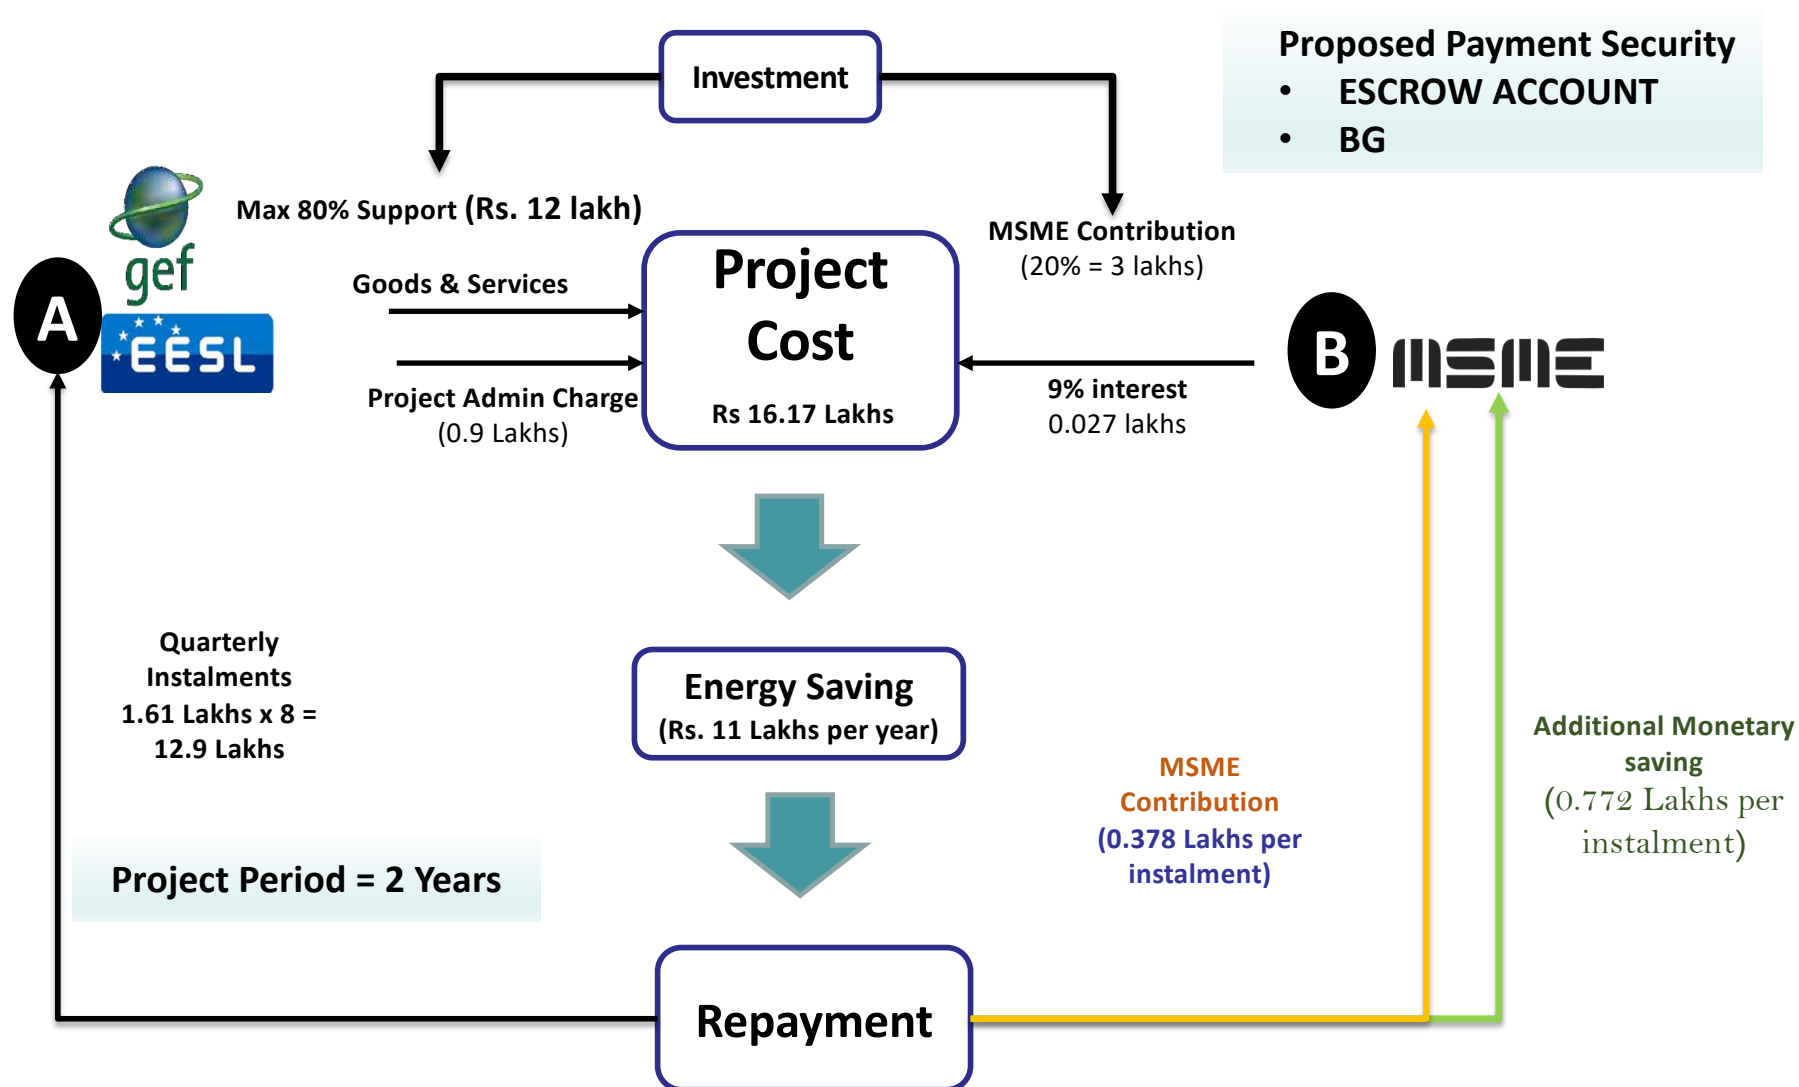 Investment
Proposed Payment Security
• ESCROW ACCOUNT
• BG
Max 80% Support (Rs. 12 lakh)
MSME Contribution
(20% = 3 lakhs)
gef
A
EESL
Goods & Services
Project Admin Charge
(0.9 Lakhs)
Project
Cost
Rs 16.17 Lakhs
9% interest
0.027 lakhs
B
MSME
Quarterly
Instalments
1.61 Lakhs x 8 =
12.9 Lakhs
Energy Saving
(Rs. 11 Lakhs per year)
MSME
Contribution
(0.378 Lakhs per
instalment)
Additional Monetary
saving
(0.772 Lakhs per
instalment)
Project Period = 2 Years
Repayment